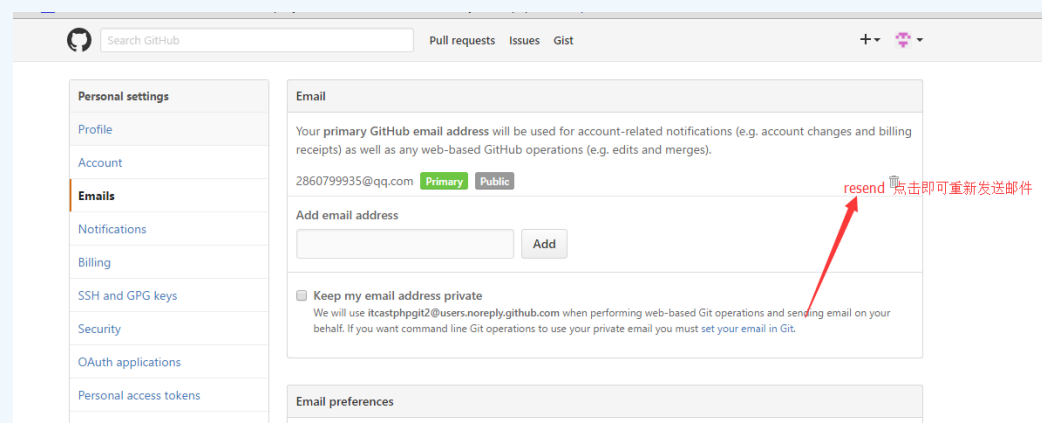 Search GitHub
Pull requests Issues Gist
Personal settings
Profile
Account
Emails
Notifications
Billing
SSH and GPG keys
Security
OAuth applications
Personal access tokens
Email
Your primary GitHub email address will be used for account-related notifications (e.g. account changes and billing
receipts) as well as any web-based GitHub operations (e.g. edits and merges).
2860799935@qq.com Primary Public
resend 点击即可重新发送邮件
Add email address
Add
Keep my email address private
We will use itcastphpgit2@users.noreply.github.com when performing web-based Git operations and sending email on your
behalf. If you want command line Git operations to use your private email you must set your email in Git.
Email preferences